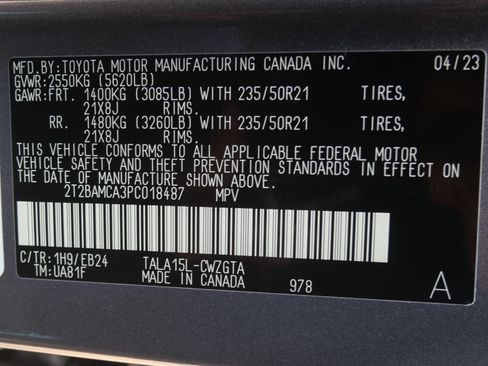 MFD.BY:TOYOTA MOTOR MANUFACTURING CANADA INC. 04/23
GVWR:2550KG (5620LB)
GAWR:FRT. 1400KG (3085LB) WITH 235/50R21 TIRES,
21X8J RIMS.
RR. 1480KG (3260LB) WITH 235/50R21 TIRES,
21X8J RIMS.
THIS VEHICLE CONFORMS TO ALL APPLICABLE FEDERAL MOTOR
VEHICLE SAFETY AND THEFT PREVENTION STANDARDS IN EFFECT ON
THE DATE OF MANUFACTURE SHOWN ABOVE.
2T2BAMCA3PC018487 MPV
C/TR:1H9/EB24 TALA15L-CWZGTA
TM:UA81F MADE IN CANADA 978 A